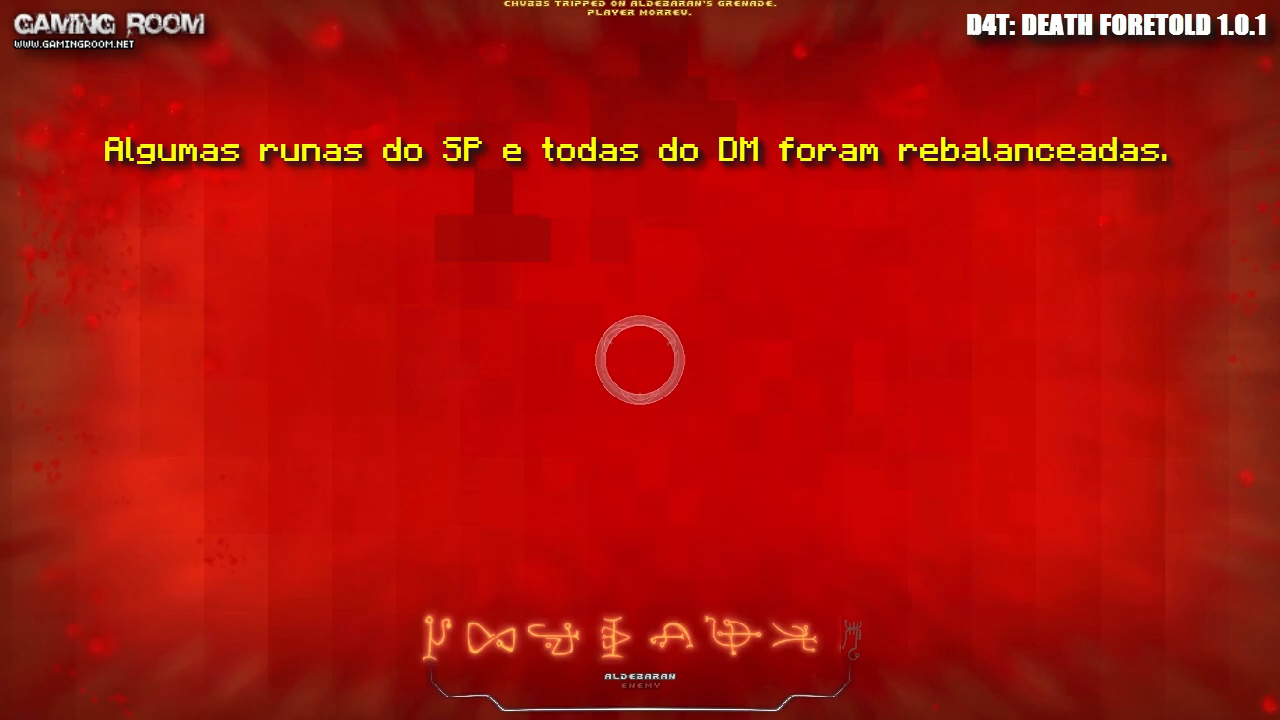 CHUBBS TRIPPED ON ALDEBARAN'S GRENADE.
PLAYER MORREU.
GAMING ROOM
WWW.GAMINGROOM.NET
D4T: DEATH FORETOLD 1.0.1
Algumas runas do SP e todas do DM foram rebalanceadas.
ALDEBARAN
ENEMY